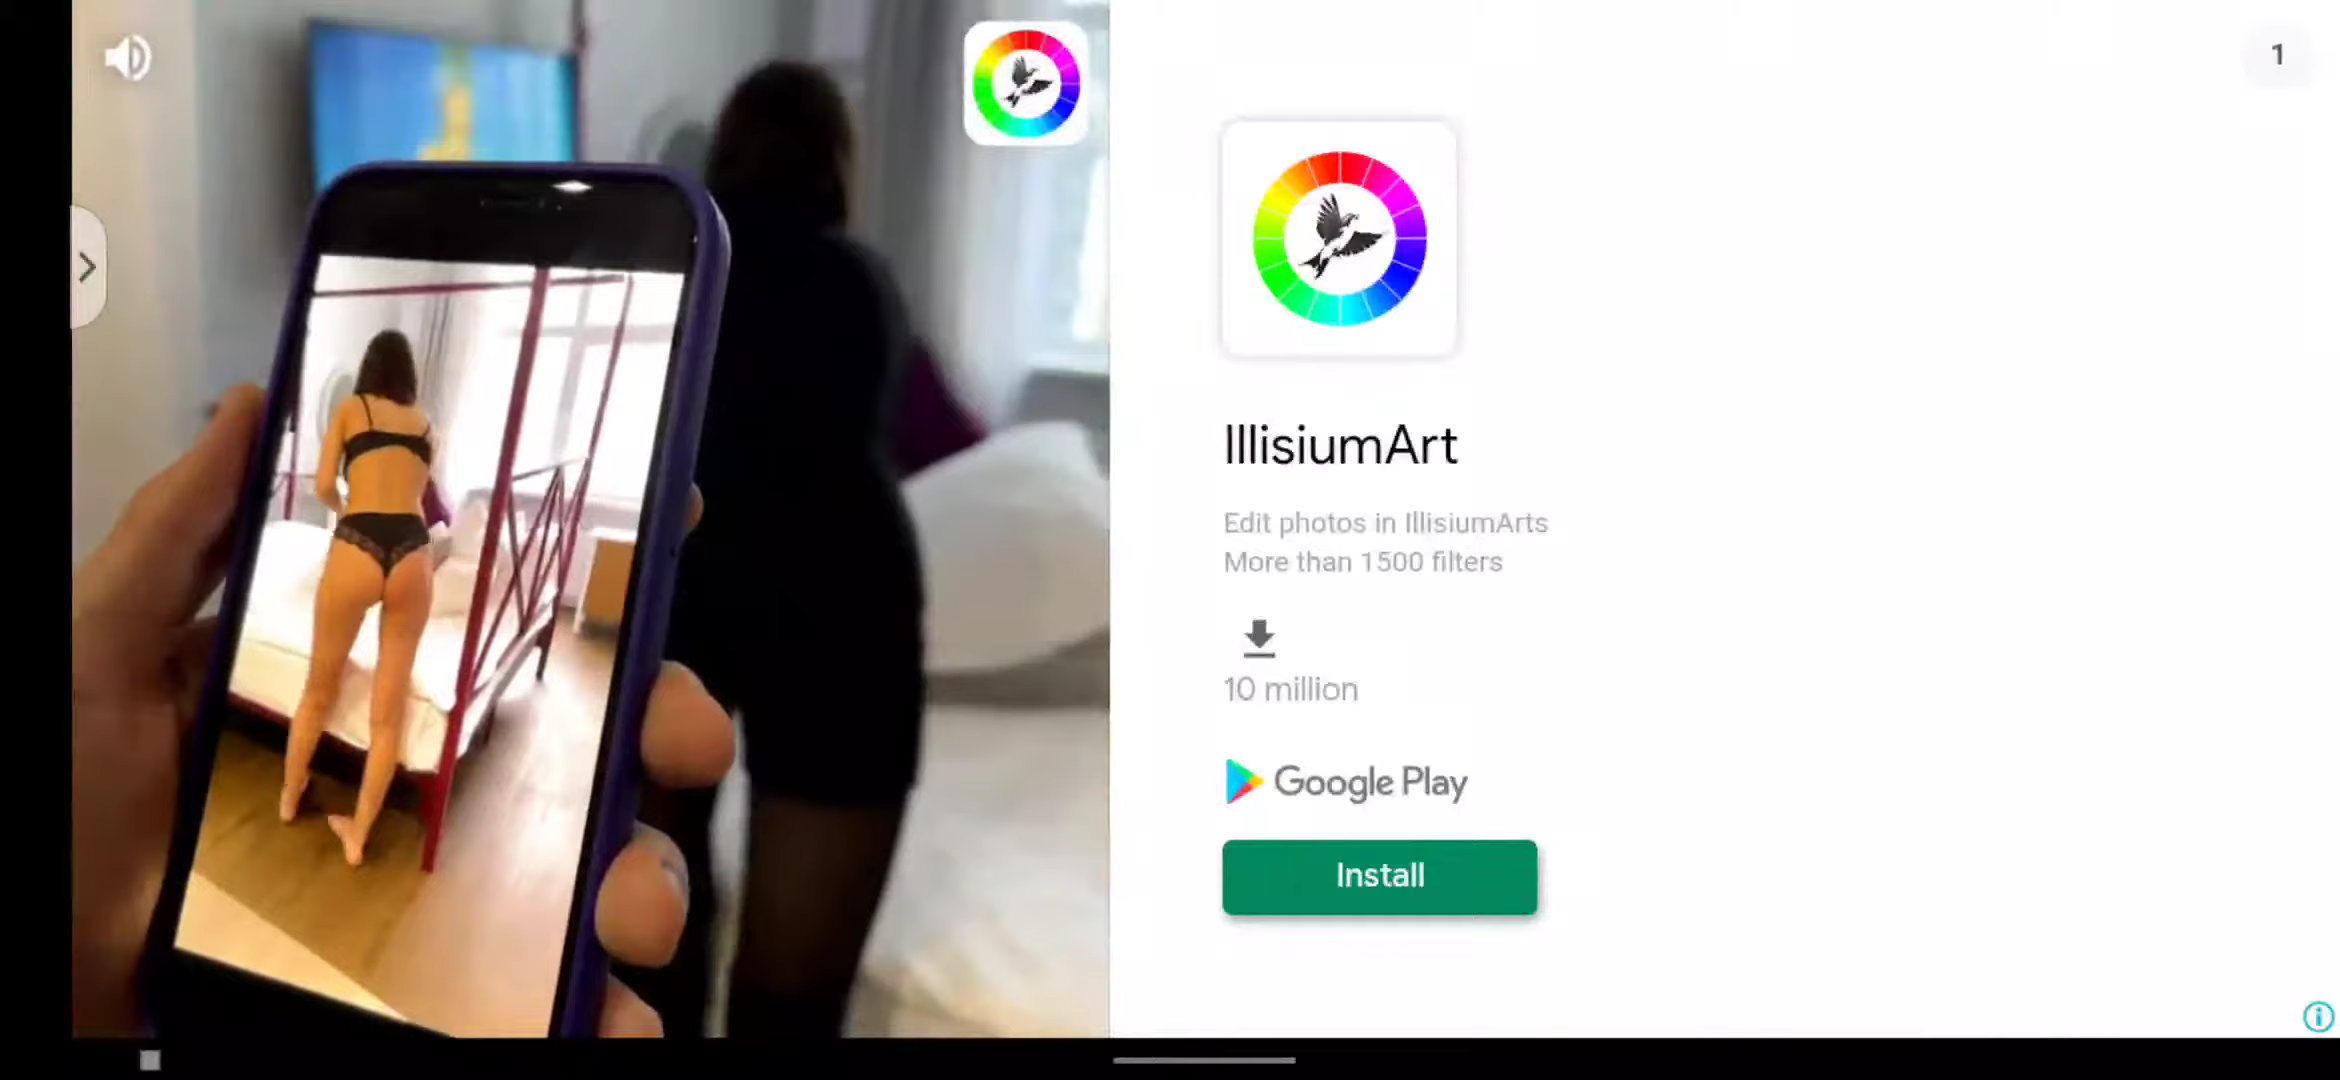 1
IllisiumArt
Edit photos in IllisiumArts
More than 1500 filters
10 million
Google Play
Install